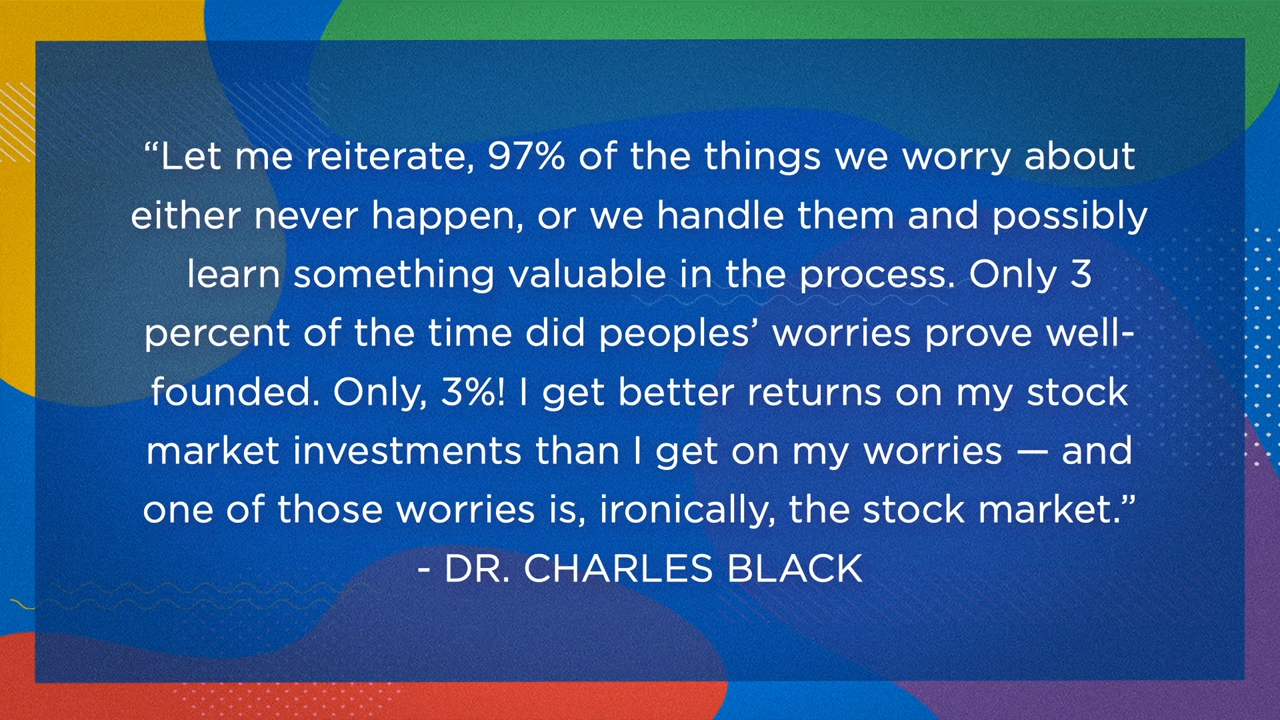 “Let me reiterate, 97% of the things we worry about
either never happen, or we handle them and possibly
learn something valuable in the process. Only 3
percent of the time did peoples’ worries prove well-
founded. Only, 3%! I get better returns on my stock
market investments than I get on my worries — and
one of those worries is, ironically, the stock market.”
- DR. CHARLES BLACK